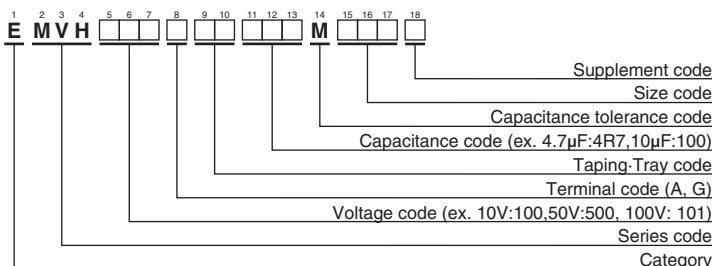 1 2 3 4 5 6 7 8 9 10 11 12 13 14 15 16 17 18
E MVH □□□ □ □□ □□□ M □□□ □
Supplement code
Size code
Capacitance tolerance code
Capacitance code (ex. 4.7µF:4R7,10µF:100)
Taping·Tray code
Terminal code (A, G)
Voltage code (ex. 10V:100,50V:500, 100V: 101)
Series code
Category